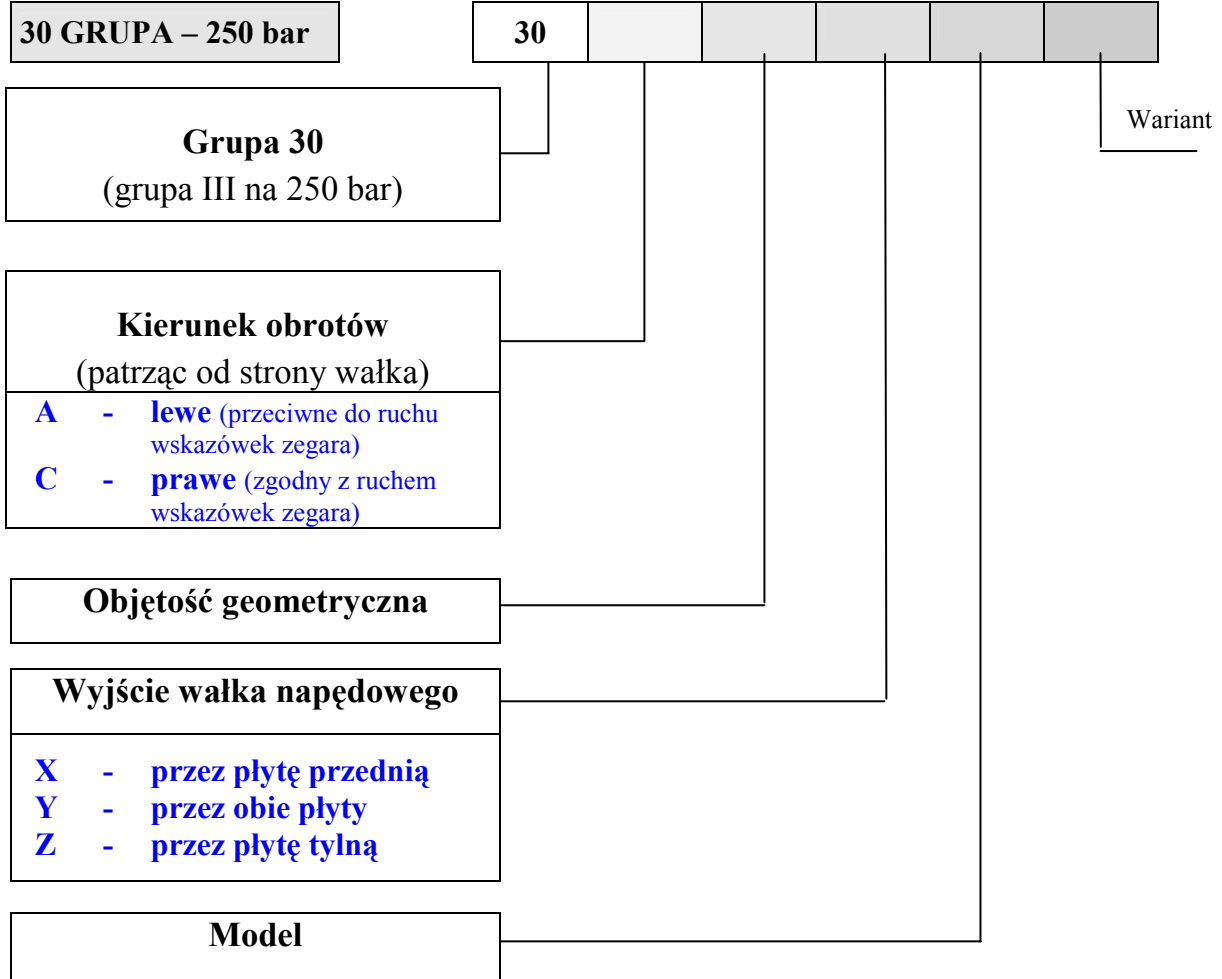 30 GRUPA – 250 bar
30
Wariant
Grupa 30
(grupa III na 250 bar)
Kierunek obrotów
(patrząc od strony wałka)
A - lewe (przeciwne do ruchu
wskazówek zegara)
C - prawe (zgodny z ruchem
wskazówek zegara)
Objętość geometryczna
Wyjście wałka napędowego
X - przez płytę przednią
Y - przez obie płyty
Z - przez płytę tylną
Model